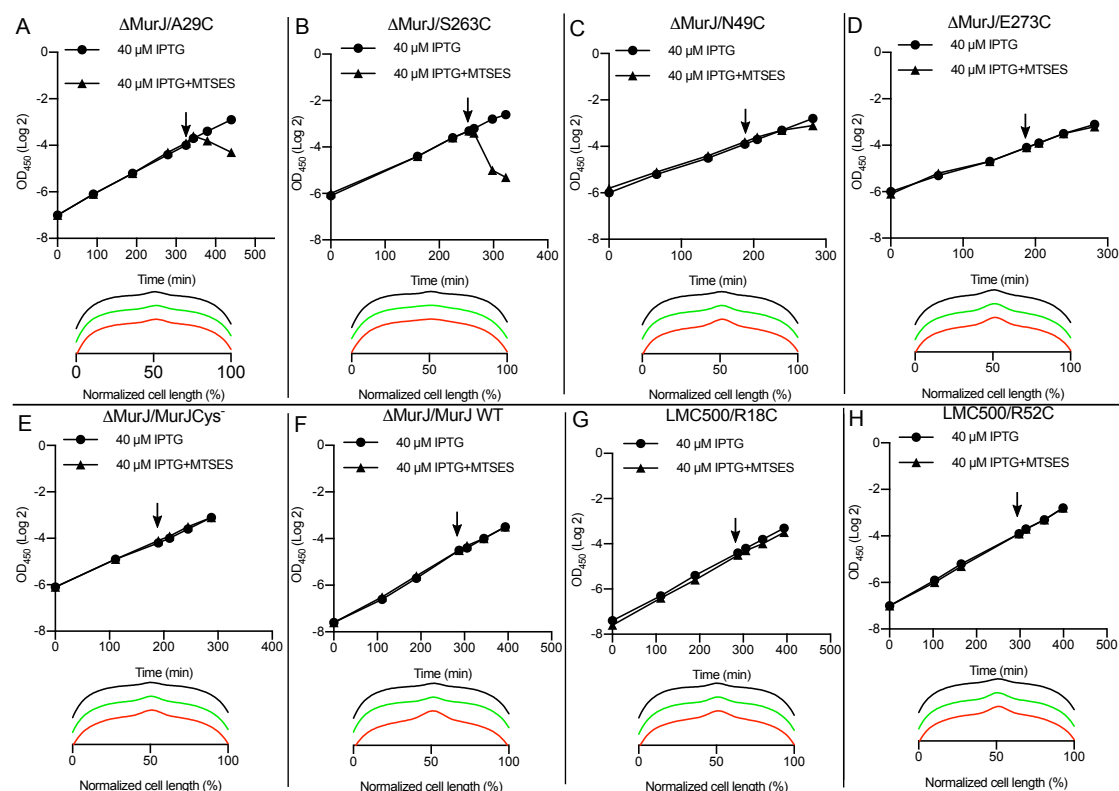 A
ΔMurJ/A29C
40 µM IPTG
40 µM IPTG+MTSES
0
-2
-4
-6
-8
OD450 (Log 2)
0 100 200 300 400 500
Time (min)
0 50 100
Normalized cell length (%)
B
ΔMurJ/S263C
40 µM IPTG
40 µM IPTG+MTSES
0
-2
-4
-6
-8
OD450 (Log 2)
0 100 200 300 400
Time (min)
0 50 100
Normalized cell length (%)
C
ΔMurJ/N49C
40 µM IPTG
40 µM IPTG+MTSES
0
-2
-4
-6
-8
OD450 (Log 2)
0 100 200 300
Time (min)
0 50 100
Normalized cell length (%)
D
ΔMurJ/E273C
40 µM IPTG
40 µM IPTG+MTSES
0
-2
-4
-6
-8
OD450 (Log 2)
0 100 200 300
Time (min)
0 50 100
Normalized cell length (%)
E
ΔMurJ/MurJCys-
40 µM IPTG
40 µM IPTG+MTSES
0
-2
-4
-6
-8
OD450 (Log 2)
0 100 200 300 400
Time (min)
0 50 100
Normalized cell length (%)
F
ΔMurJ/MurJ WT
40 µM IPTG
40 µM IPTG+MTSES
0
-2
-4
-6
-8
OD450 (Log 2)
0 100 200 300 400 500
Time (min)
0 50 100
Normalized cell length (%)
G
LMC500/R18C
40 µM IPTG
40 µM IPTG+MTSES
0
-2
-4
-6
-8
OD450 (Log 2)
0 100 200 300 400 500
Time (min)
0 50 100
Normalized cell length (%)
H
LMC500/R52C
40 µM IPTG
40 µM IPTG+MTSES
0
-2
-4
-6
-8
OD450 (Log 2)
0 100 200 300 400 500
Time (min)
0 50 100
Normalized cell length (%)